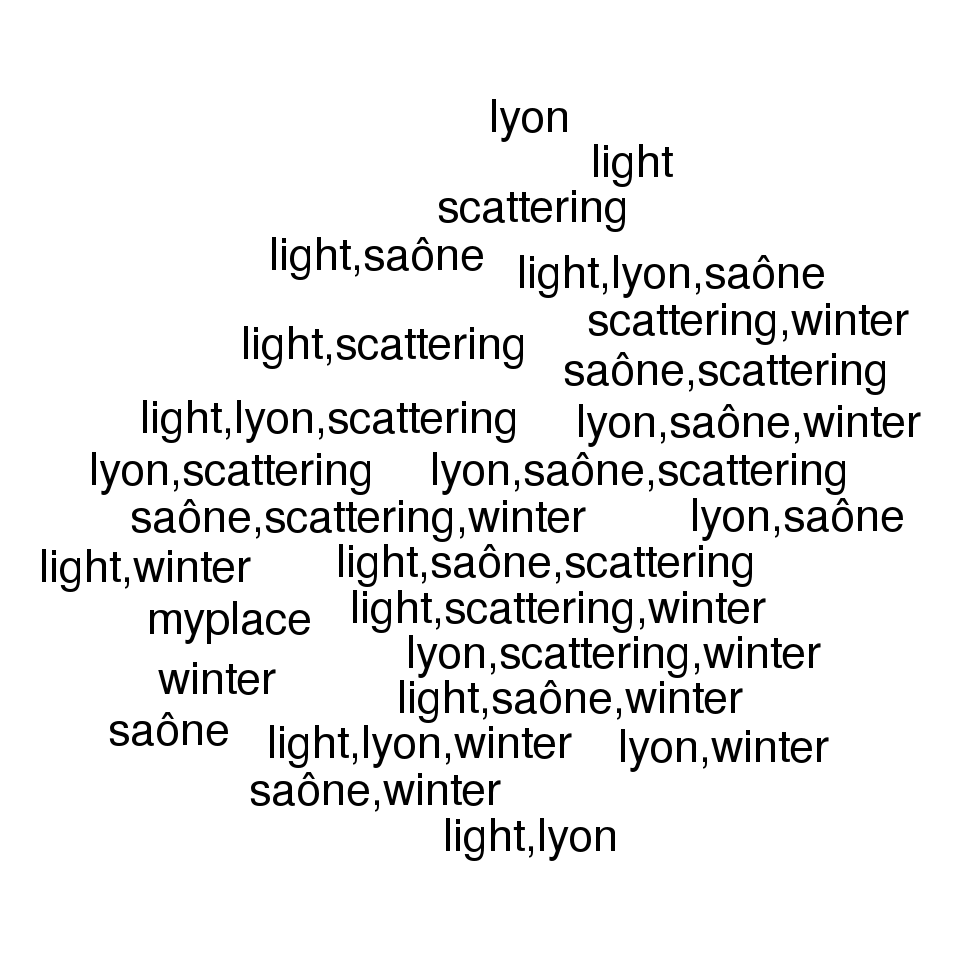 lyon
light
scattering
light,saône
light,lyon,saône
scattering,winter
light,scattering
saône,scattering
light,lyon,scattering
lyon,saône,winter
lyon,scattering
lyon,saône,scattering
saône,scattering,winter
lyon,saône
light,winter
light,saône,scattering
myplace
light,scattering,winter
lyon,scattering,winter
winter
light,saône,winter
saône
light,lyon,winter
lyon,winter
saône,winter
light,lyon